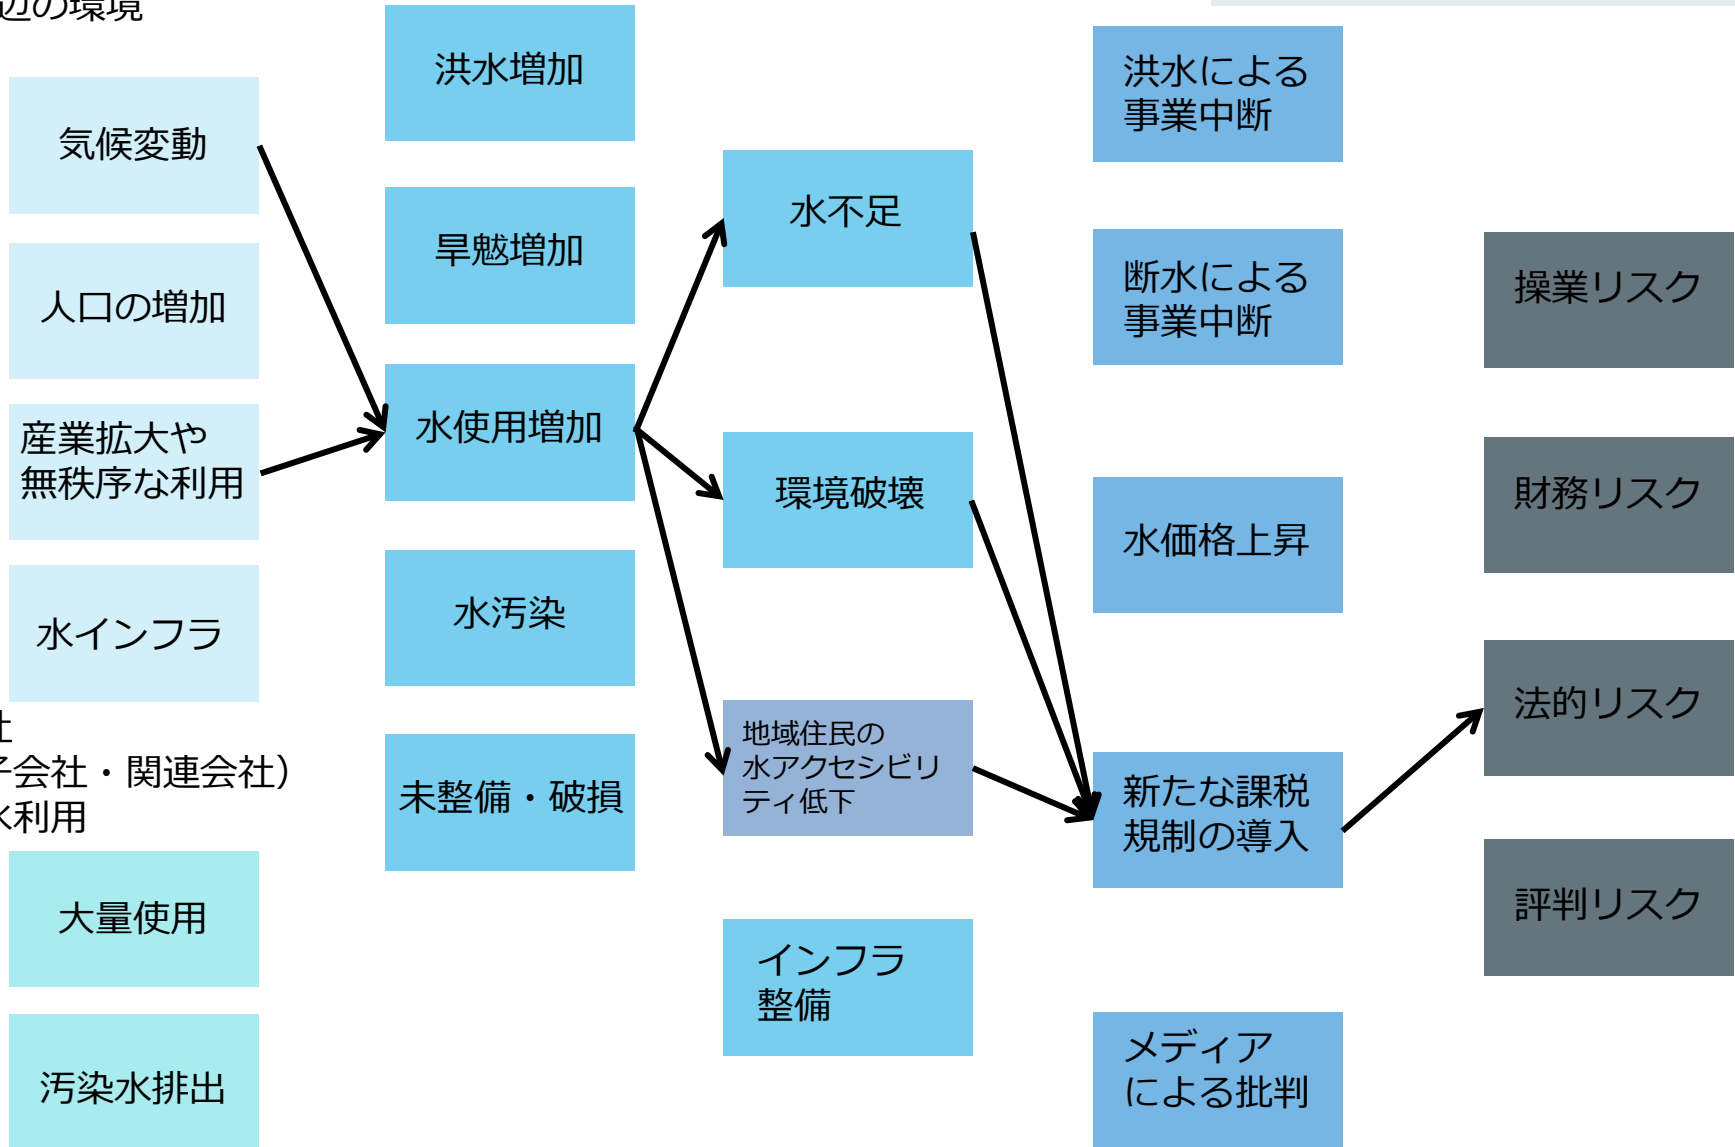 辺の環境
気候変動
人口の増加
産業拡大や
無秩序な利用
水インフラ
社
子会社・関連会社）
水利用
大量使用
汚染水排出
洪水増加
旱魃増加
水使用増加
水汚染
未整備・破損
水不足
環境破壊
地域住民の
水アクセシビリ
ティ低下
インフラ
整備
洪水による
事業中断
断水による
事業中断
水価格上昇
新たな課税
規制の導入
メディア
による批判
操業リスク
財務リスク
法的リスク
評判リスク